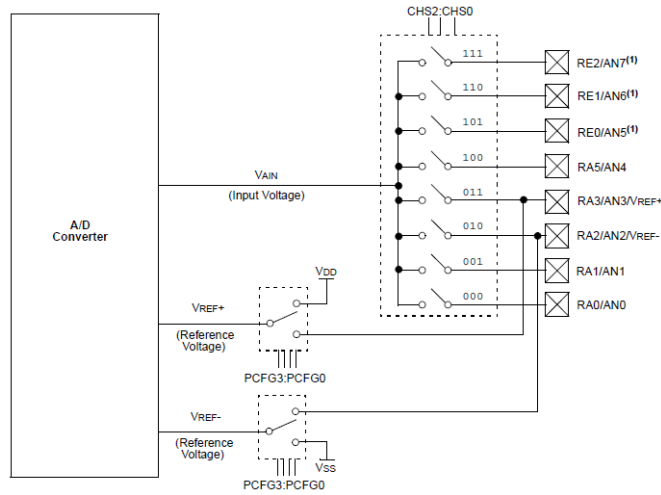 CHS2:CHS0
111
RE2/AN7(1)
110
RE1/AN6(1)
101
RE0/AN5(1)
100
RA5/AN4
VAIN
(Input Voltage)
011
RA3/AN3/VREF+
A/D
Converter
010
RA2/AN2/VREF-
001
RA1/AN1
VDD
000
RA0/AN0
VREF+
(Reference
Voltage)
PCFG3:PCFG0
VREF-
(Reference
Voltage)
VSS
PCFG3:PCFG0